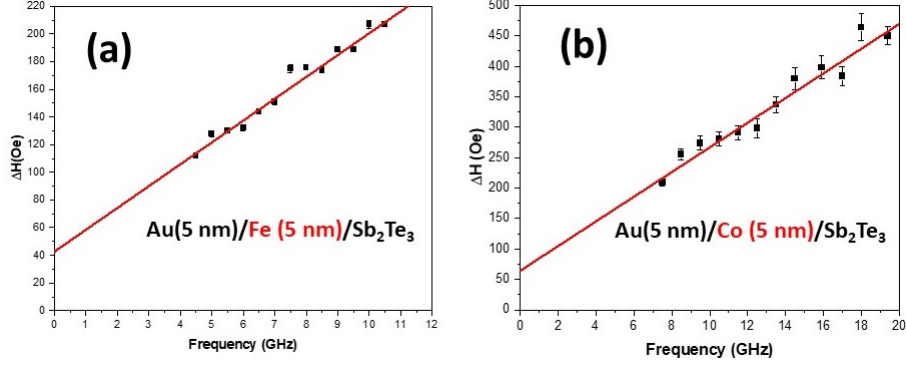 (a)
220
200
180
160
140
120
100
80
60
40
20
0
ΔH(Oe)
Au(5 nm)/Fe (5 nm)/Sb₂Te₃
0 1 2 3 4 5 6 7 8 9 10 11 12
Frequency (GHz)
(b)
500
450
400
350
300
250
200
150
100
50
0
ΔH (Oe)
Au(5 nm)/Co (5 nm)/Sb₂Te₃
0 2 4 6 8 10 12 14 16 18 20
Frequency (GHz)